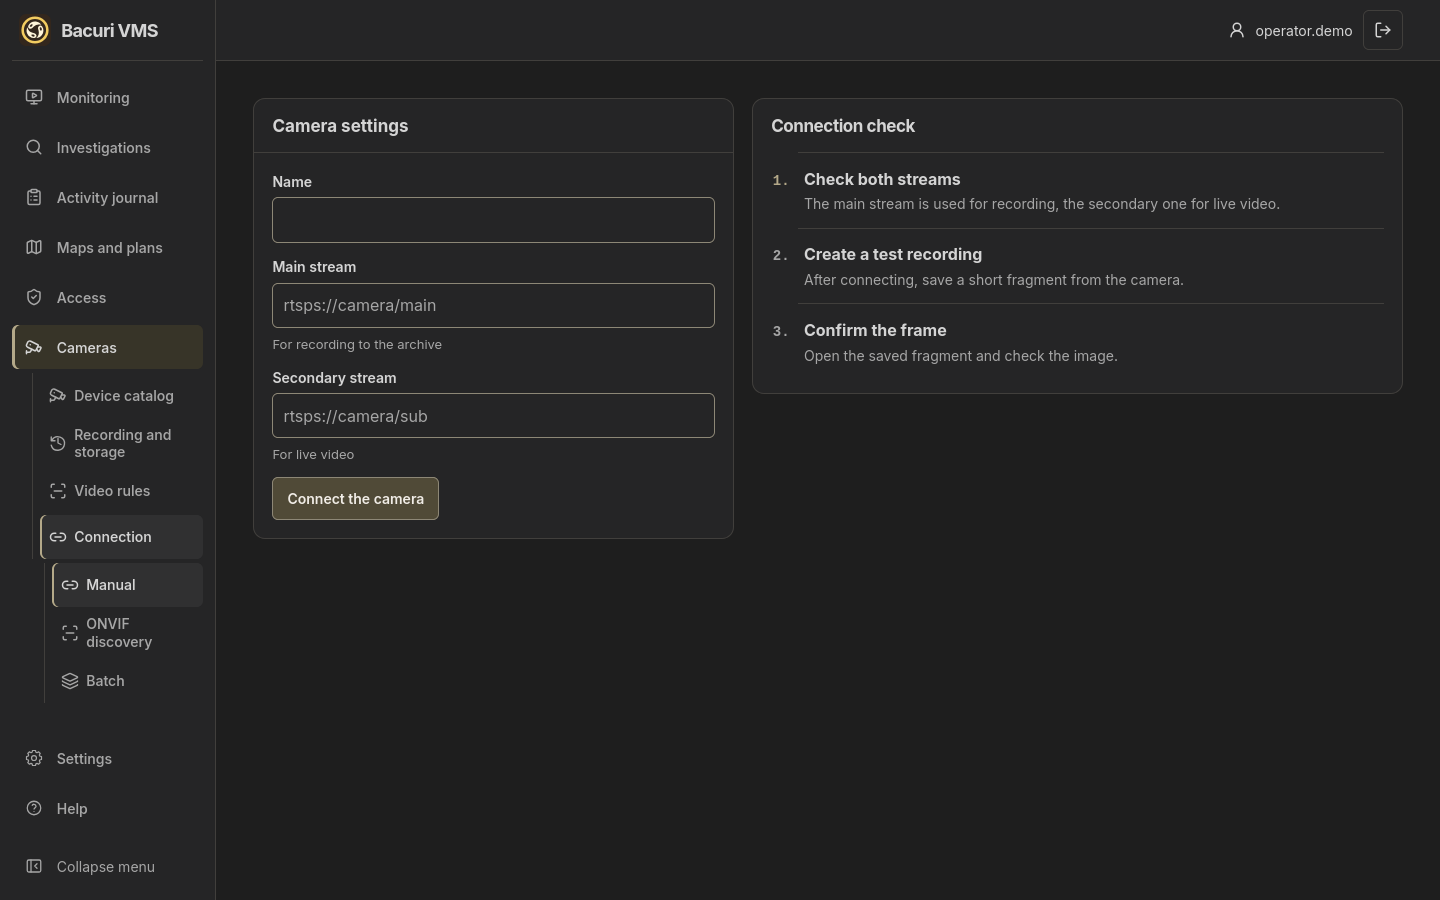 Bacuri VMS
operator.demo
Monitoring
Investigations
Activity journal
Maps and plans
Access
Cameras
Device catalog
Recording and
storage
Video rules
Connection
Manual
ONVIF
discovery
Batch
Settings
Help
Collapse menu
Camera settings
Name
Main stream
rtsps://camera/main
For recording to the archive
Secondary stream
rtsps://camera/sub
For live video
Connect the camera
Connection check
1. Check both streams
The main stream is used for recording, the secondary one for live video.
2. Create a test recording
After connecting, save a short fragment from the camera.
3. Confirm the frame
Open the saved fragment and check the image.